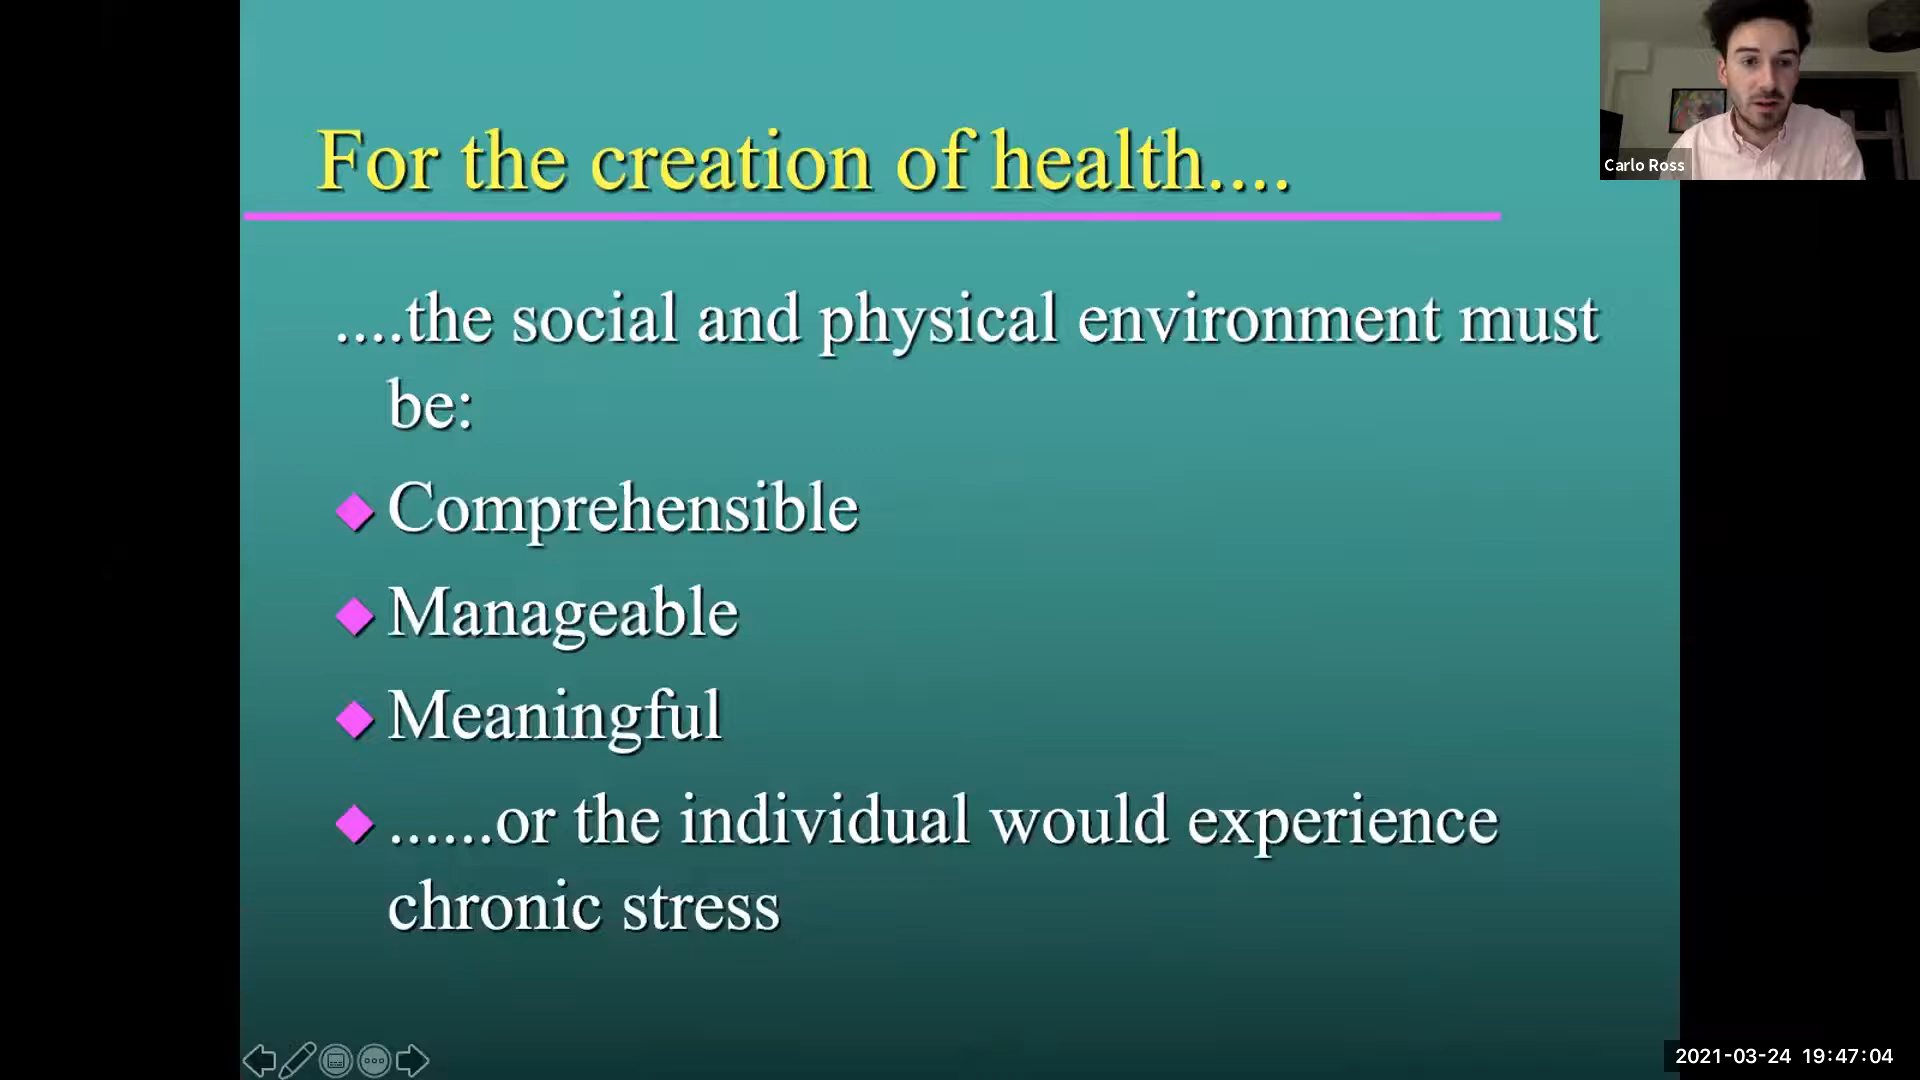 For the creation of health....
....the social and physical environment must
be:
Comprehensible
Manageable
Meaningful
......or the individual would experience
chronic stress
Carlo Ross
2021-03-24 19:47:04